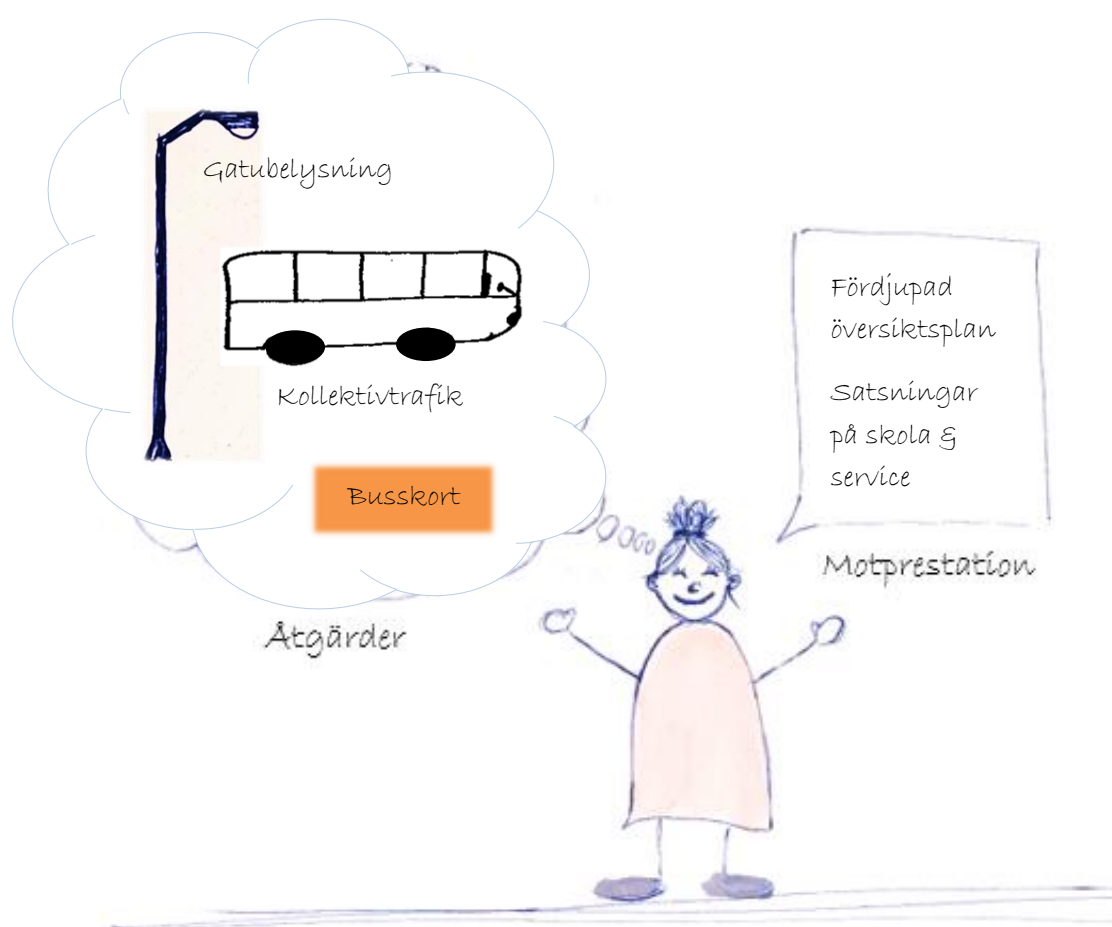 Gatubelysning
Kollektivtrafik
Busskort
Åtgärder
Fördjupad
översiktsplan
Satsningar
på skola &
service
Motprestation